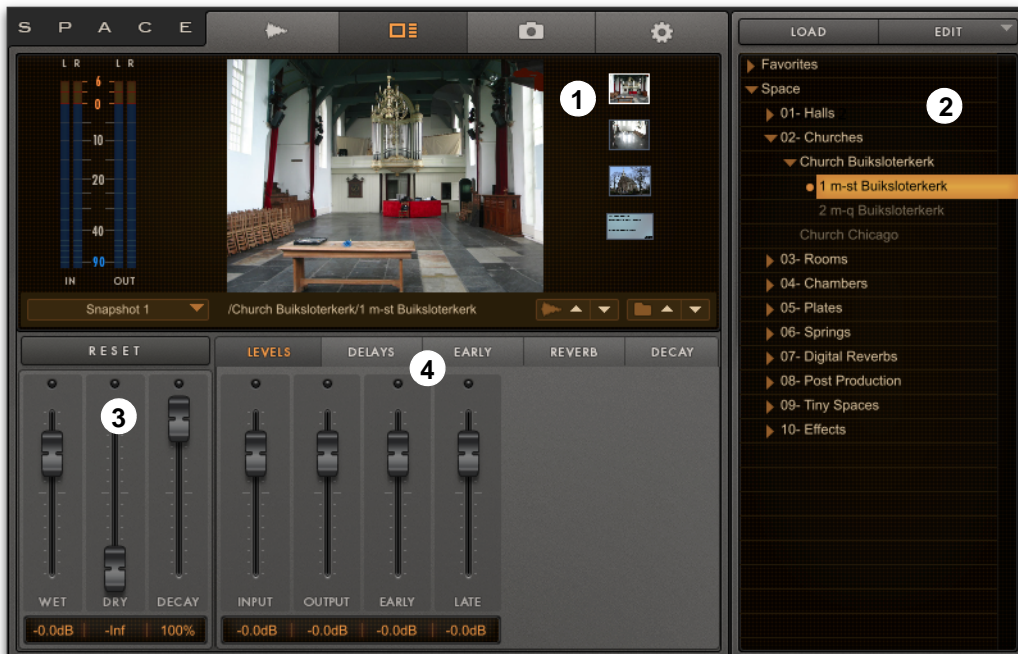 SPACE
LOAD EDIT
L R L R
6
0
10
20
40
90
IN OUT
1
2
Favorites
Space
01- Halls
02- Churches
Church Buiksloterkerk
1 m-st Buiksloterkerk
2 m-q Buiksloterkerk
Church Chicago
03- Rooms
04- Chambers
05- Plates
06- Springs
07- Digital Reverbs
08- Post Production
09- Tiny Spaces
10- Effects
Snapshot 1 /Church Buiksloterkerk/1 m-st Buiksloterkerk
RESET
LEVELS DELAYS EARLY REVERB DECAY
4
3
WET DRY DECAY INPUT OUTPUT EARLY LATE
-0.0dB -Inf 100% -0.0dB -0.0dB -0.0dB -0.0dB